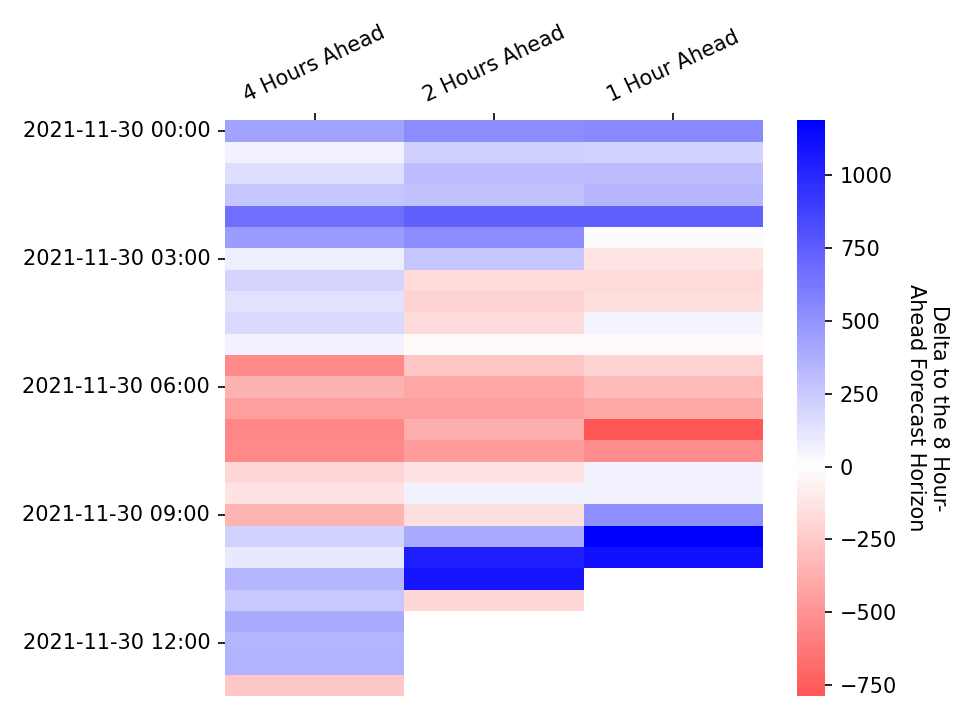 4 Hours Ahead
2 Hours Ahead
1 Hour Ahead
2021-11-30 00:00
2021-11-30 03:00
2021-11-30 06:00
2021-11-30 09:00
2021-11-30 12:00
1000
750
500
250
0
−250
−500
−750
Delta to the 8 Hour-
Ahead Forecast Horizon